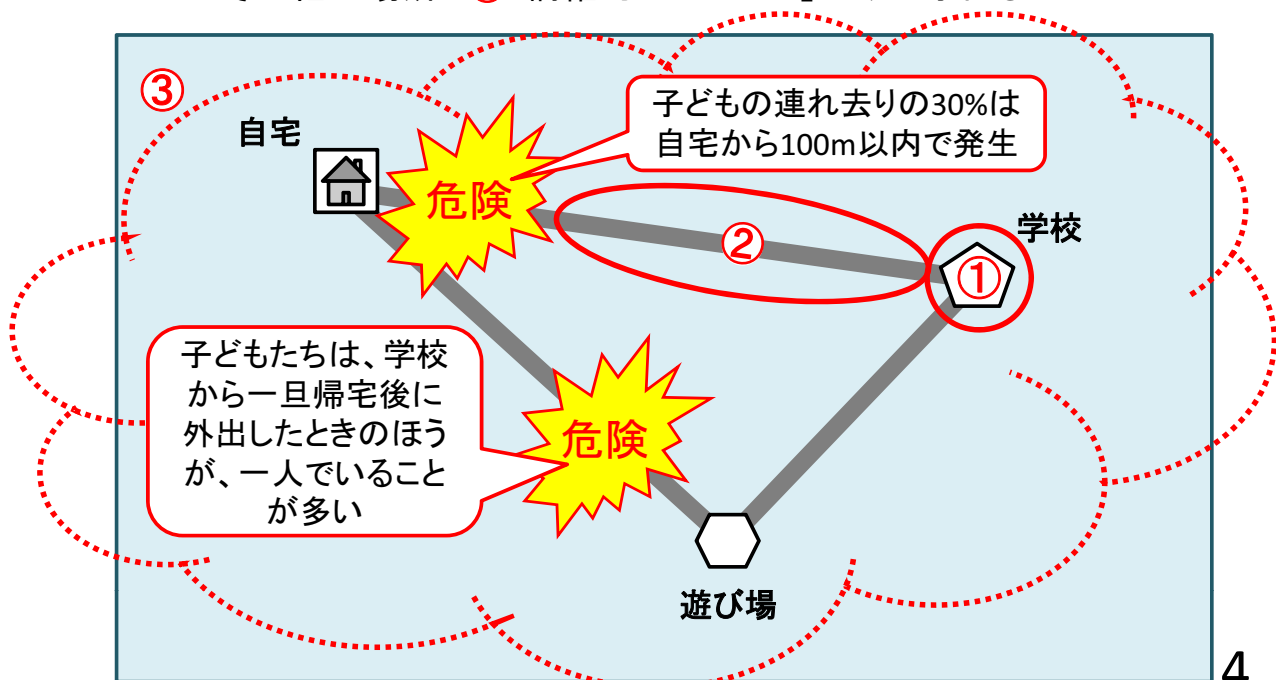 ③
子どもの連れ去りの30%は
自宅から100m以内で発生
自宅
危険
②
学校
①
子どもたちは、学校
から一旦帰宅後に
外出したときのほう
が、一人でいること
が多い
危険
遊び場
4